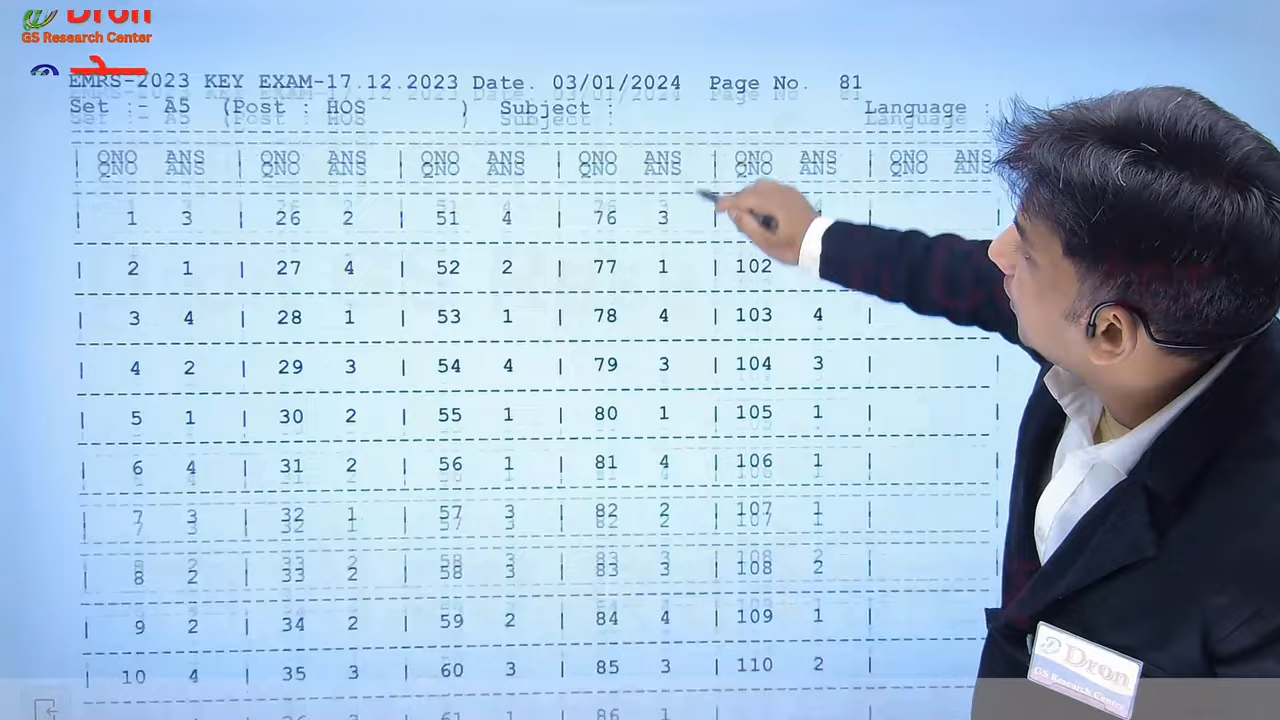 Dron
GS Research Center
EMRS-2023 KEY EXAM-17.12.2023 Date. 03/01/2024 Page No. 81
Set :- A5 (Post : HOS ) Subject : Language :
| QNO ANS | QNO ANS | QNO ANS | QNO ANS | QNO ANS | QNO ANS
| 1 3 | 26 2 | 51 4 | 76 3 | |
| 2 1 | 27 4 | 52 2 | 77 1 | 102 |
| 3 4 | 28 1 | 53 1 | 78 4 | 103 4 |
| 4 2 | 29 3 | 54 4 | 79 3 | 104 3 | |
| 5 1 | 30 2 | 55 1 | 80 1 | 105 1 |
| 6 4 | 31 2 | 56 1 | 81 4 | 106 1 |
| 7 3 | 32 1 | 57 3 | 82 2 | 107 1 |
| 8 2 | 33 2 | 58 3 | 83 3 | 108 2 |
| 9 2 | 34 2 | 59 2 | 84 4 | 109 1 |
| 10 4 | 35 3 | 60 3 | 85 3 | 110 2 |
61 1 | 86 1
Dron
GS Research Center